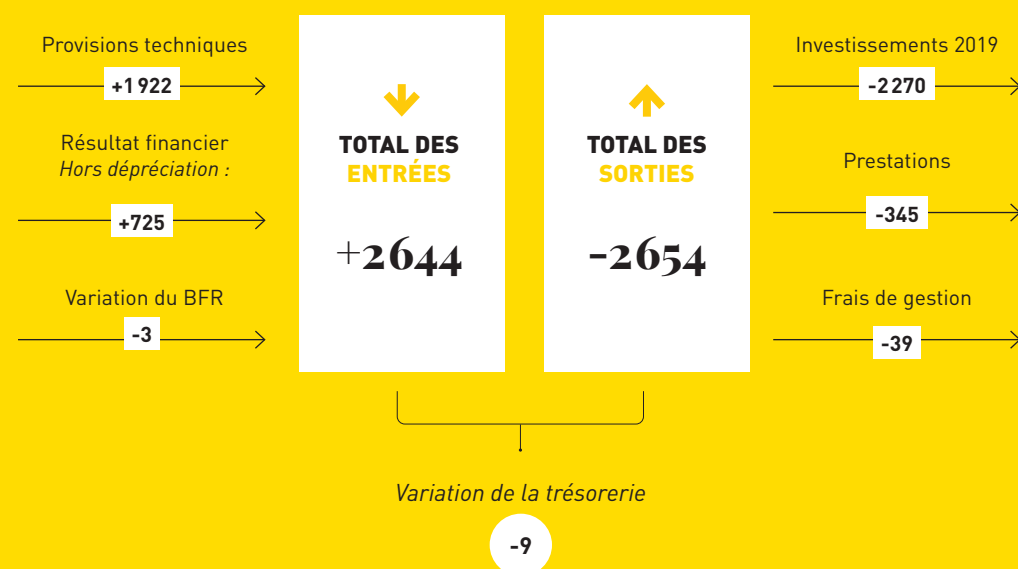 Provisions techniques
+1 922
Résultat financier
Hors dépréciation :
+725
Variation du BFR
-3
TOTAL DES
ENTRÉES
+2644
TOTAL DES
SORTIES
-2654
Investissements 2019
-2 270
Prestations
-345
Frais de gestion
-39
Variation de la trésorerie
-9